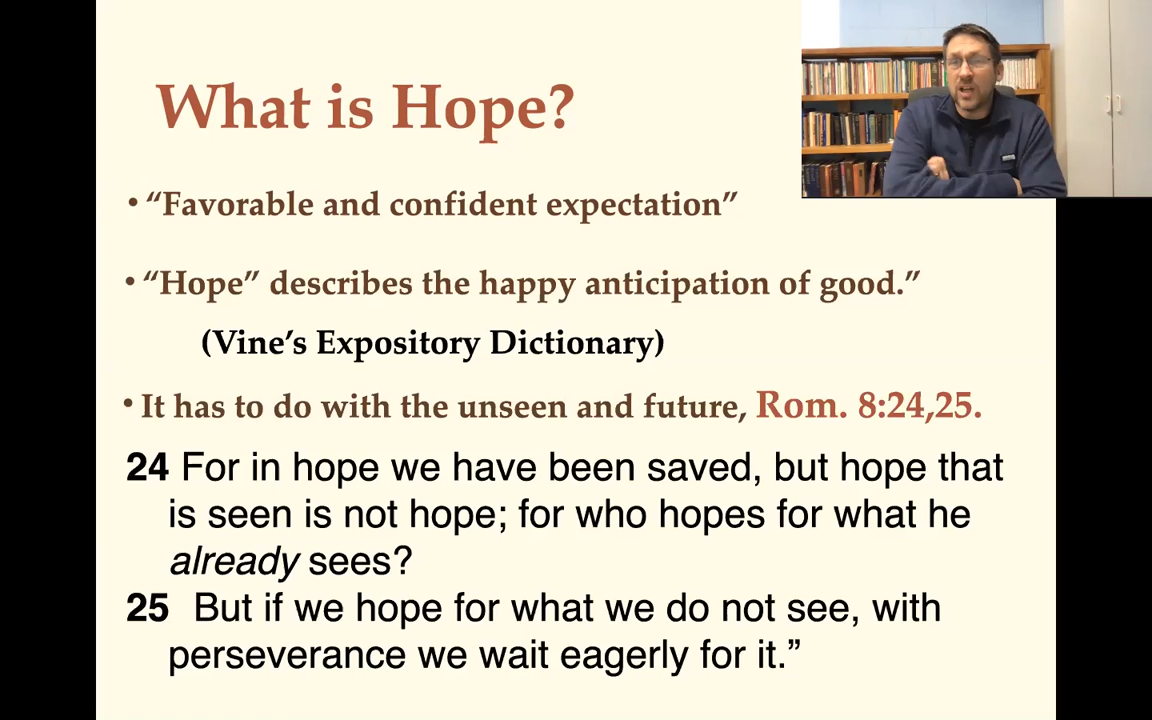 What is Hope?
• “Favorable and confident expectation”
• “Hope” describes the happy anticipation of good.”
(Vine’s Expository Dictionary)
• It has to do with the unseen and future, Rom. 8:24,25.
24 For in hope we have been saved, but hope that
is seen is not hope; for who hopes for what he
already sees?
25 But if we hope for what we do not see, with
perseverance we wait eagerly for it.”